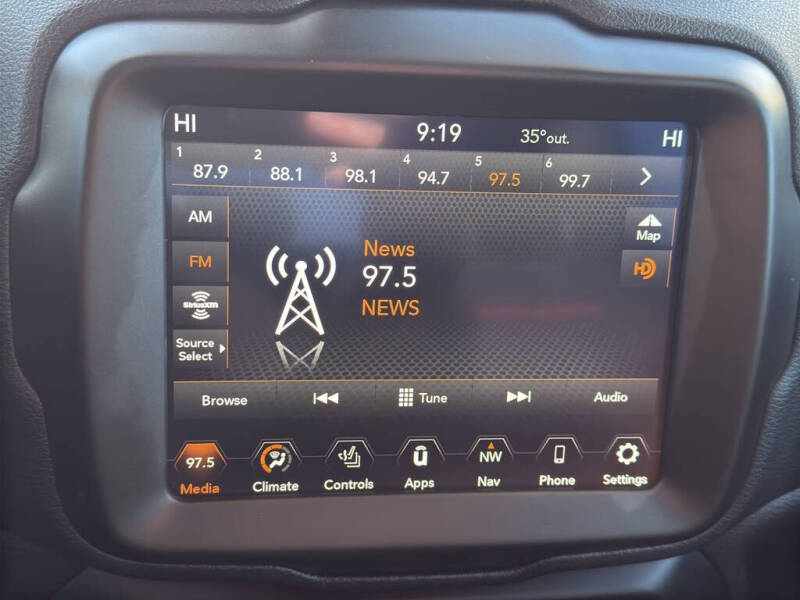 HI 9:19 35° out. HI
1 87.9 2 88.1 3 98.1 4 94.7 5 97.5 6 99.7
AM
Map
FM
HD
SiriusXM
Source
Select
News
97.5
NEWS
Browse Tune Audio
97.5 NW
Media Climate Controls Apps Nav Phone Settings